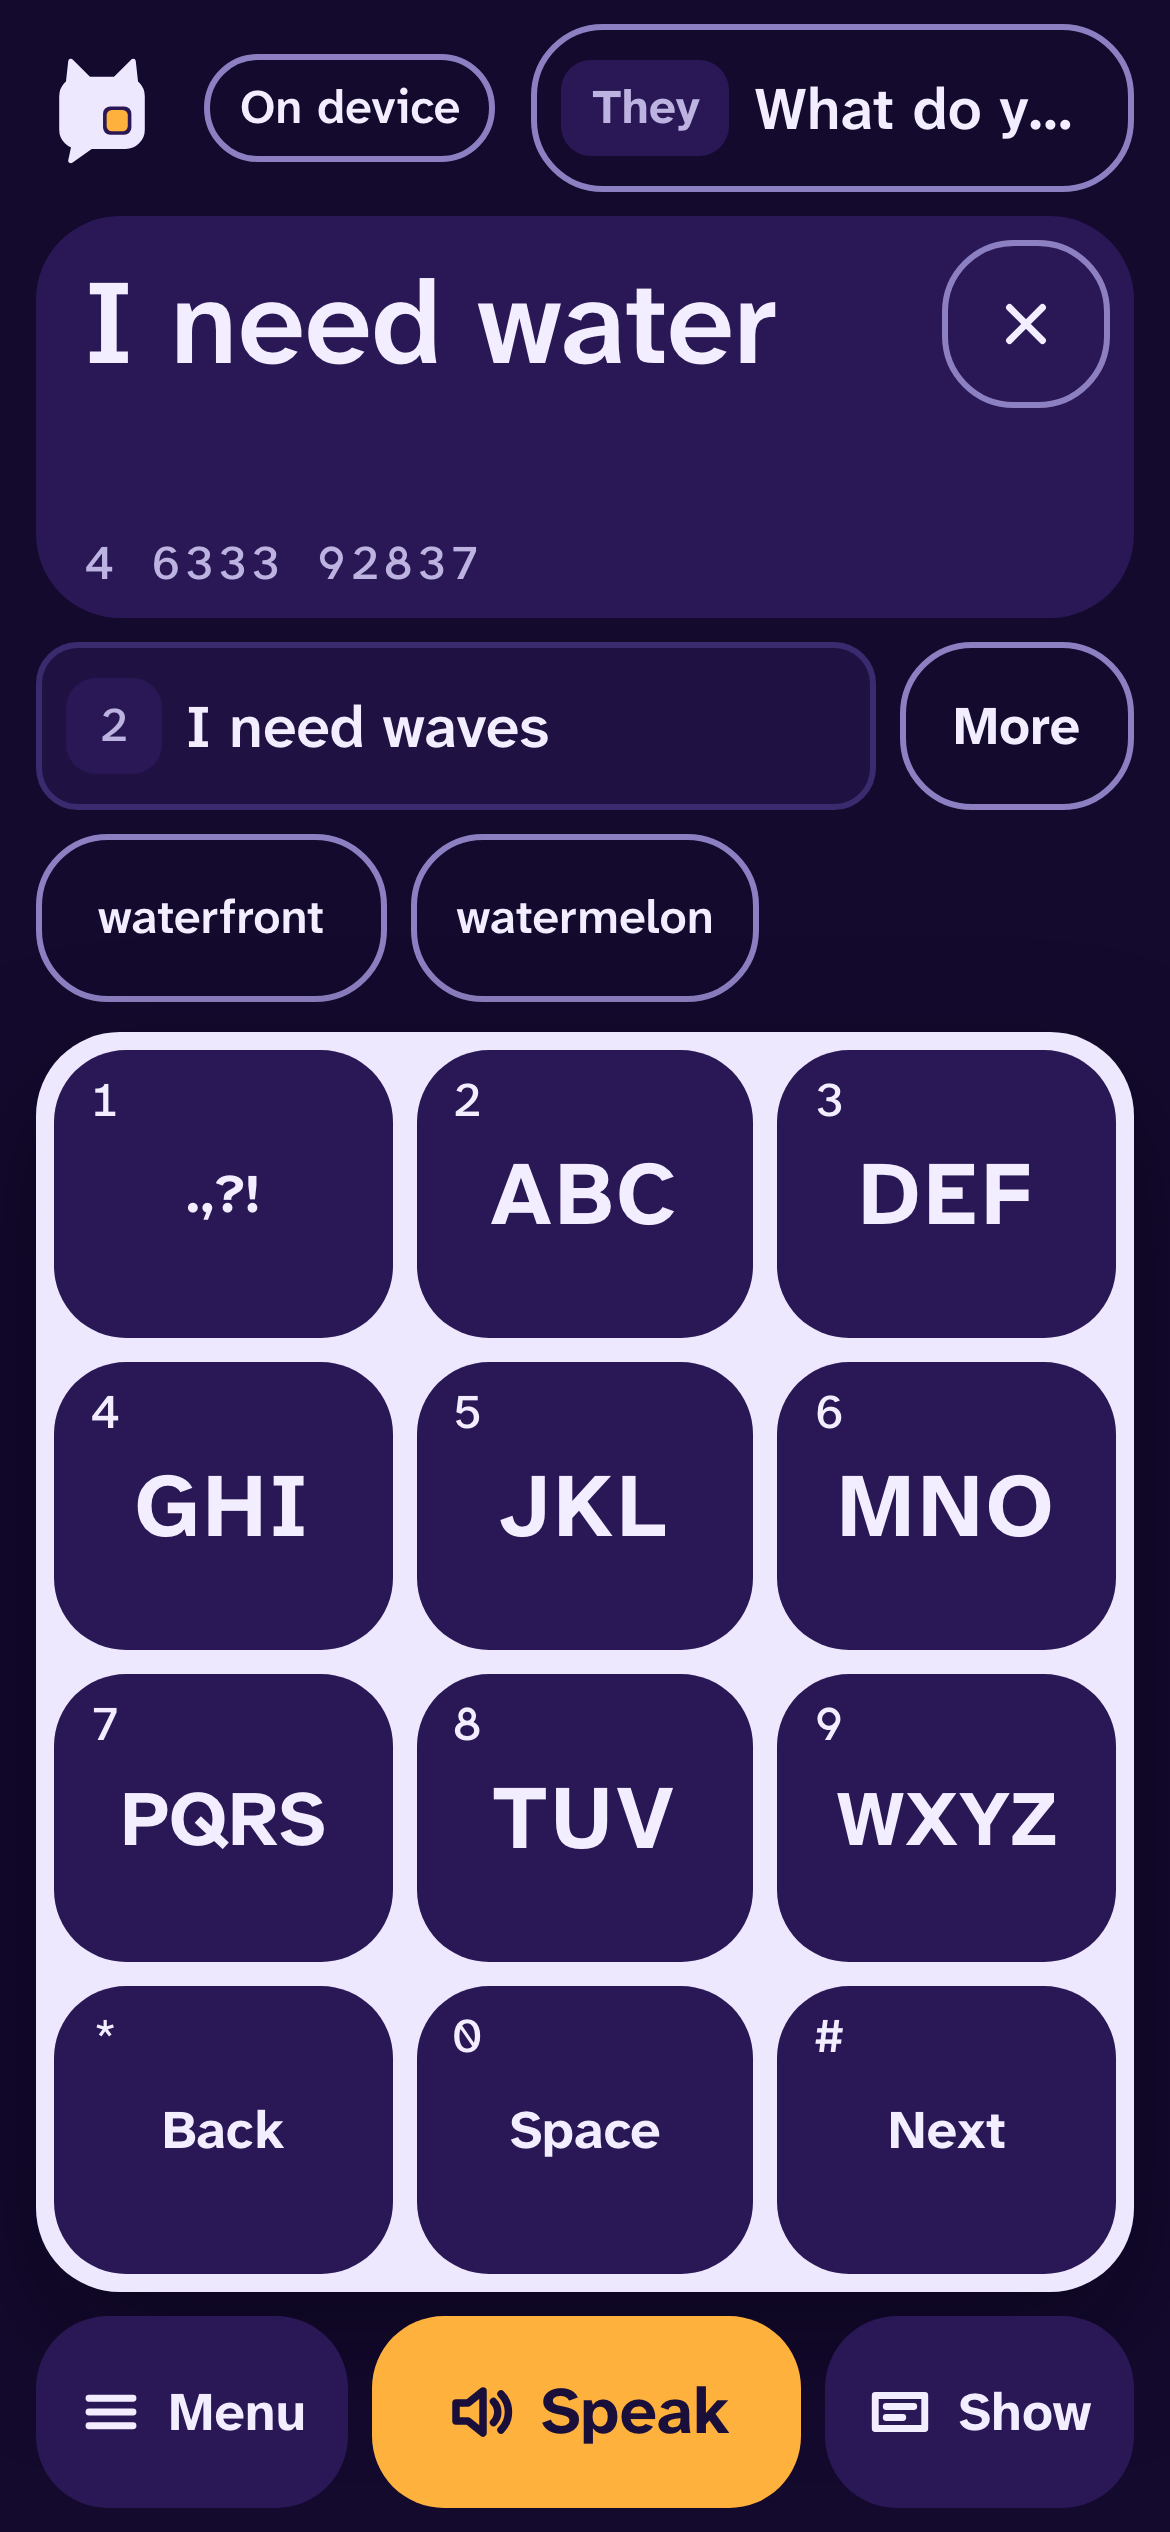 On device
They What do y...
I need water
4 6333 92837
2 I need waves
More
waterfront watermelon
1 .,?!
2 ABC
3 DEF
4 GHI
5 JKL
6 MNO
7 PQRS
8 TUV
9 WXYZ
* Back
0 Space
# Next
Menu Speak Show